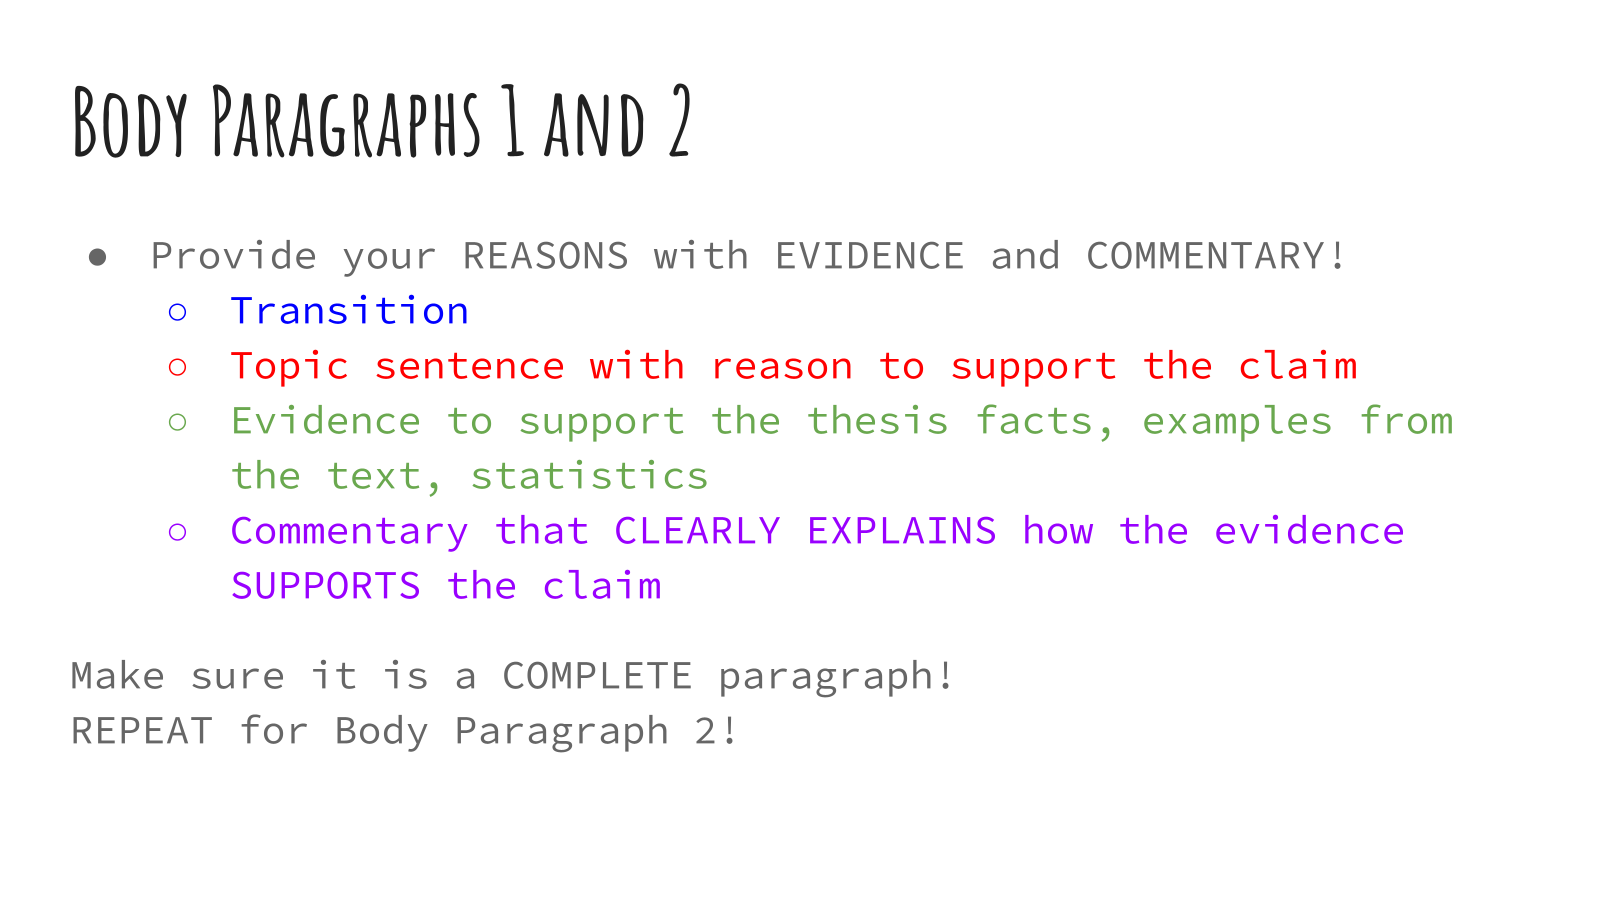 Body Paragraphs 1 and 2
● Provide your REASONS with EVIDENCE and COMMENTARY!
○ Transition
○ Topic sentence with reason to support the claim
○ Evidence to support the thesis facts, examples from
the text, statistics
○ Commentary that CLEARLY EXPLAINS how the evidence
SUPPORTS the claim
Make sure it is a COMPLETE paragraph!
REPEAT for Body Paragraph 2!